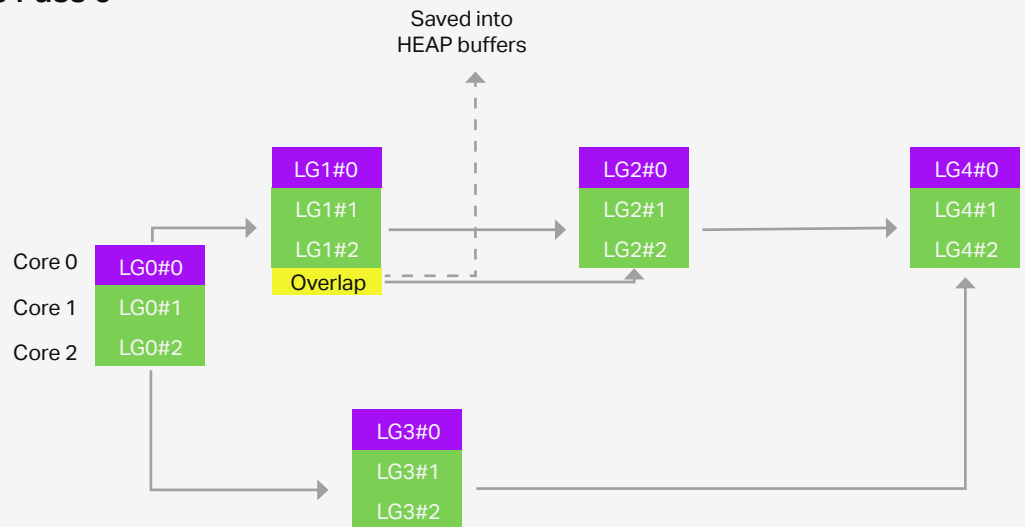 Saved into
HEAP buffers
LG1#0
LG1#1
LG1#2
Overlap
LG2#0
LG2#1
LG2#2
LG4#0
LG4#1
LG4#2
Core 0
LG0#0
Core 1
LG0#1
Core 2
LG0#2
LG3#0
LG3#1
LG3#2